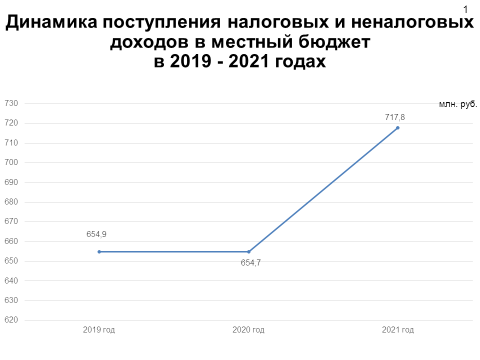 1
Динамика поступления налоговых и неналоговых
доходов в местный бюджет
в 2019 - 2021 годах
млн. руб.
730
720
710
700
690
680
670
660
650
640
630
620
654,9
654,7
717,8
2019 год
2020 год
2021 год